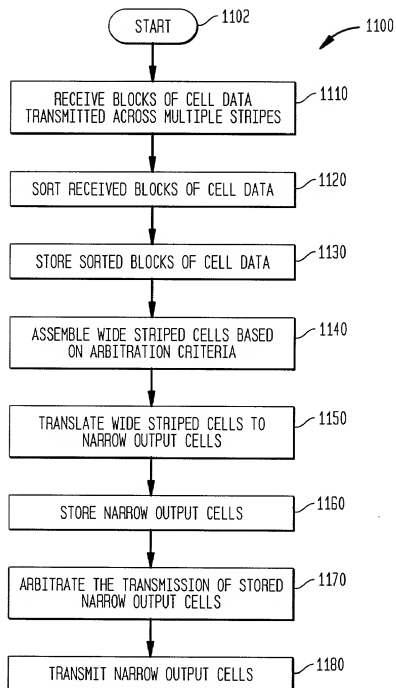 START
1102
1100
RECEIVE BLOCKS OF CELL DATA
TRANSMITTED ACROSS MULTIPLE STRIPES
1110
SORT RECEIVED BLOCKS OF CELL DATA
1120
STORE SORTED BLOCKS OF CELL DATA
1130
ASSEMBLE WIDE STRIPED CELLS BASED
ON ARBITRATION CRITERIA
1140
TRANSLATE WIDE STRIPED CELLS TO
NARROW OUTPUT CELLS
1150
STORE NARROW OUTPUT CELLS
1160
ARBITRATE THE TRANSMISSION OF STORED
NARROW OUTPUT CELLS
1170
TRANSMIT NARROW OUTPUT CELLS
1180